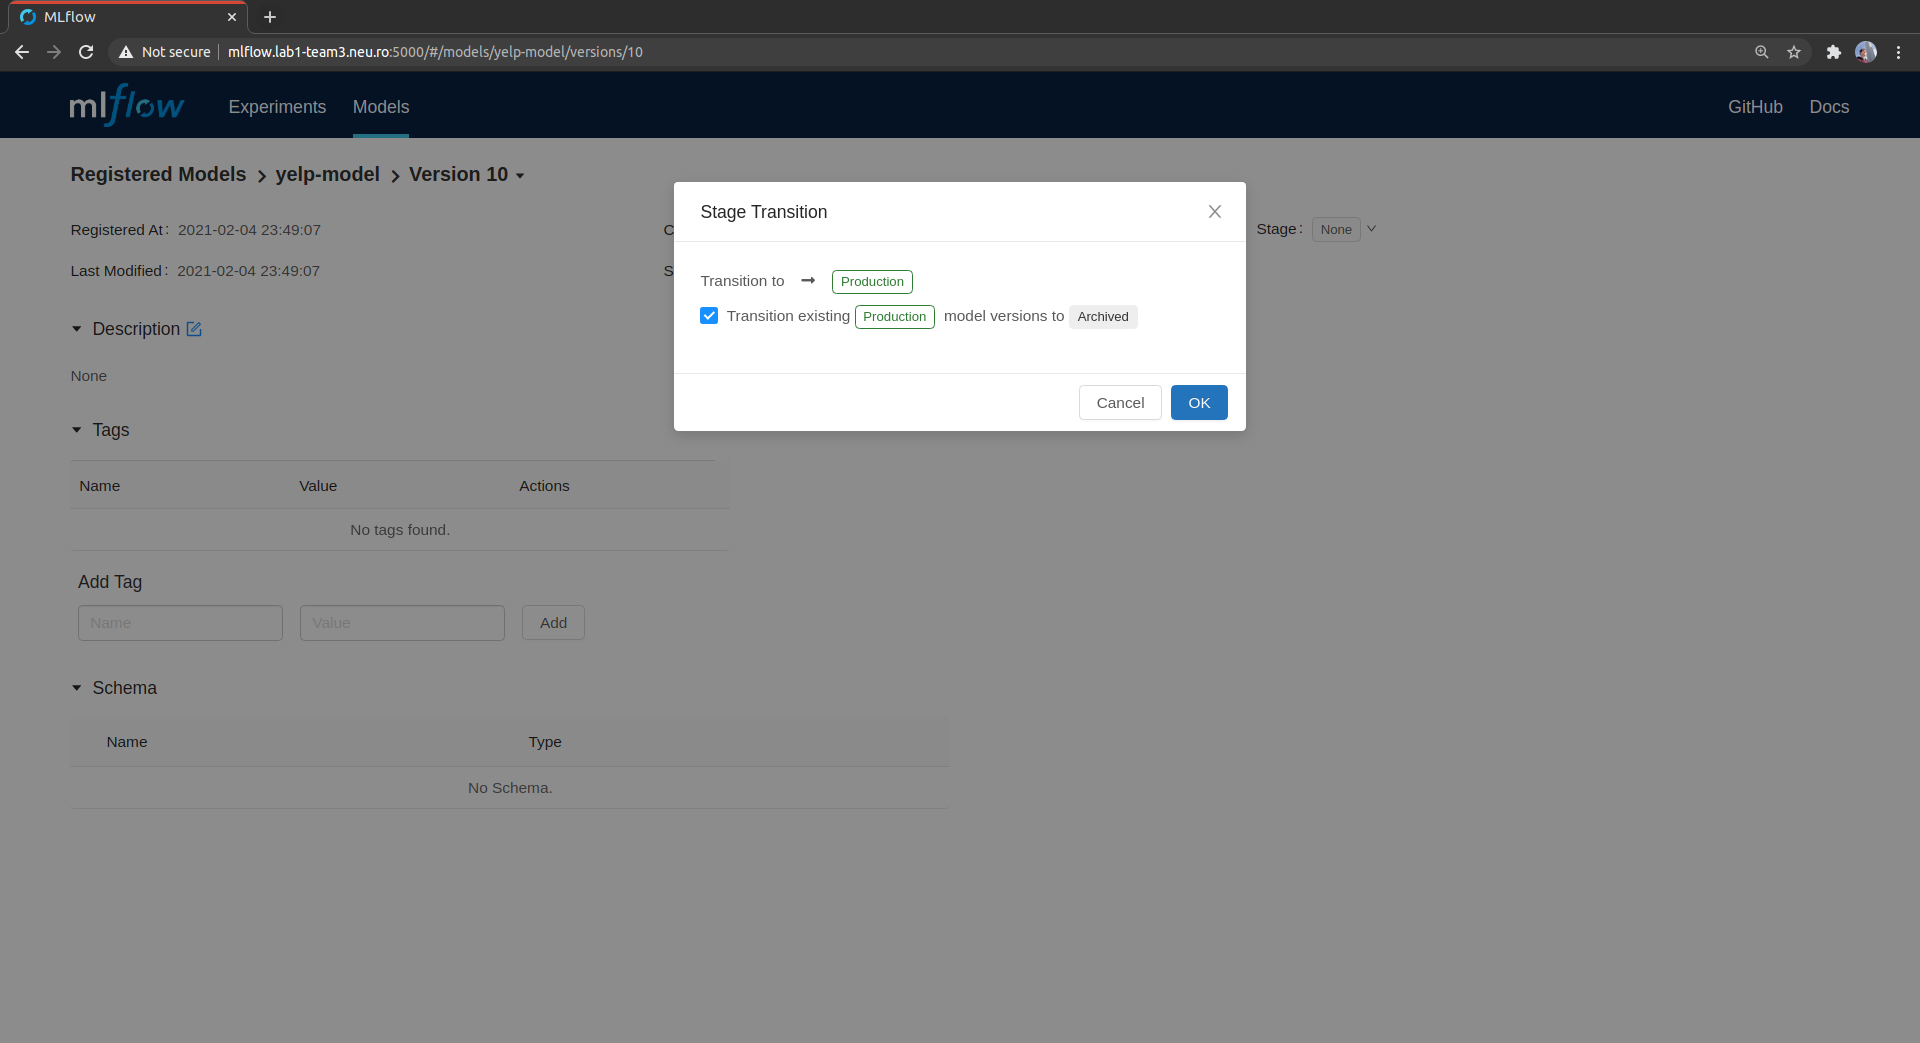 MLflow
Not secure mlflow.lab1-team3.neu.ro:5000/#/models/yelp-model/versions/10
mlflow Experiments Models GitHub Docs
Registered Models > yelp-model > Version 10
Stage Transition
Registered At: 2021-02-04 23:49:07 C Stage: None
Last Modified: 2021-02-04 23:49:07 S
Transition to → Production
Transition existing Production model versions to Archived
Description
None
Cancel OK
Tags
Name Value Actions
No tags found.
Add Tag
Name Value Add
Schema
Name Type
No Schema.